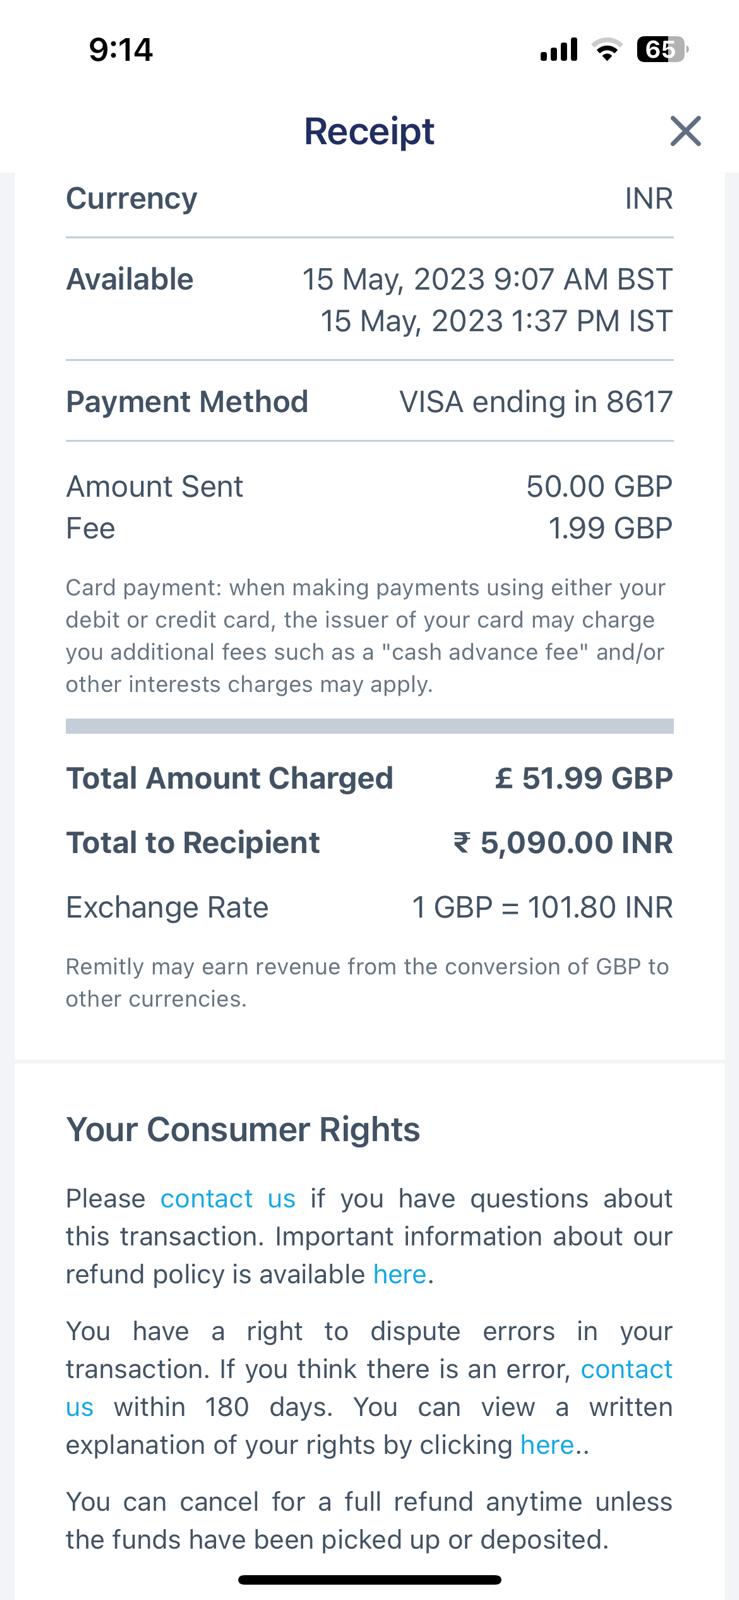 9:14
65
Receipt
Currency INR
Available 15 May, 2023 9:07 AM BST
15 May, 2023 1:37 PM IST
Payment Method VISA ending in 8617
Amount Sent 50.00 GBP
Fee 1.99 GBP
Card payment: when making payments using either your
debit or credit card, the issuer of your card may charge
you additional fees such as a "cash advance fee" and/or
other interests charges may apply.
Total Amount Charged £ 51.99 GBP
Total to Recipient ₹ 5,090.00 INR
Exchange Rate 1 GBP = 101.80 INR
Remitly may earn revenue from the conversion of GBP to
other currencies.
Your Consumer Rights
Please contact us if you have questions about
this transaction. Important information about our
refund policy is available here.
You have a right to dispute errors in your
transaction. If you think there is an error, contact
us within 180 days. You can view a written
explanation of your rights by clicking here..
You can cancel for a full refund anytime unless
the funds have been picked up or deposited.